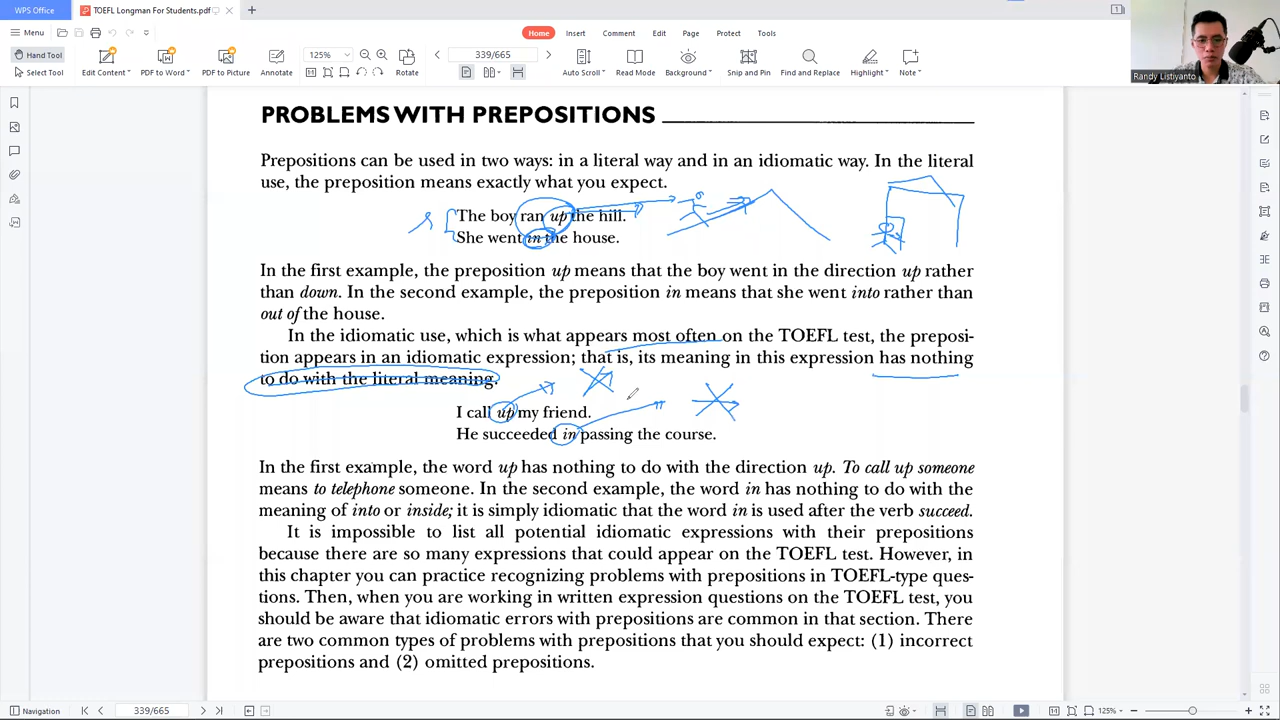 WPS Office
TOEFL Longman For Students.pdf
Menu
Home Insert Comment Edit Page Protect Tools
Hand Tool
Select Tool
Edit Content
PDF to Word
PDF to Picture
Annotate
125%
Rotate
339/665
Auto Scroll
Read Mode
Background
Snip and Pin
Find and Replace
Highlight
Note
Randy Listiyanto
PROBLEMS WITH PREPOSITIONS
Prepositions can be used in two ways: in a literal way and in an idiomatic way. In the literal
use, the preposition means exactly what you expect.
The boy ran up the hill.
She went in the house.
In the first example, the preposition up means that the boy went in the direction up rather
than down. In the second example, the preposition in means that she went into rather than
out of the house.
In the idiomatic use, which is what appears most often on the TOEFL test, the preposi-
tion appears in an idiomatic expression; that is, its meaning in this expression has nothing
to do with the literal meaning.
I call up my friend.
He succeeded in passing the course.
In the first example, the word up has nothing to do with the direction up. To call up someone
means to telephone someone. In the second example, the word in has nothing to do with the
meaning of into or inside; it is simply idiomatic that the word in is used after the verb succeed.
It is impossible to list all potential idiomatic expressions with their prepositions
because there are so many expressions that could appear on the TOEFL test. However, in
this chapter you can practice recognizing problems with prepositions in TOEFL-type ques-
tions. Then, when you are working in written expression questions on the TOEFL test, you
should be aware that idiomatic errors with prepositions are common in that section. There
are two common types of problems with prepositions that you should expect: (1) incorrect
prepositions and (2) omitted prepositions.
Navigation
339/665
125%